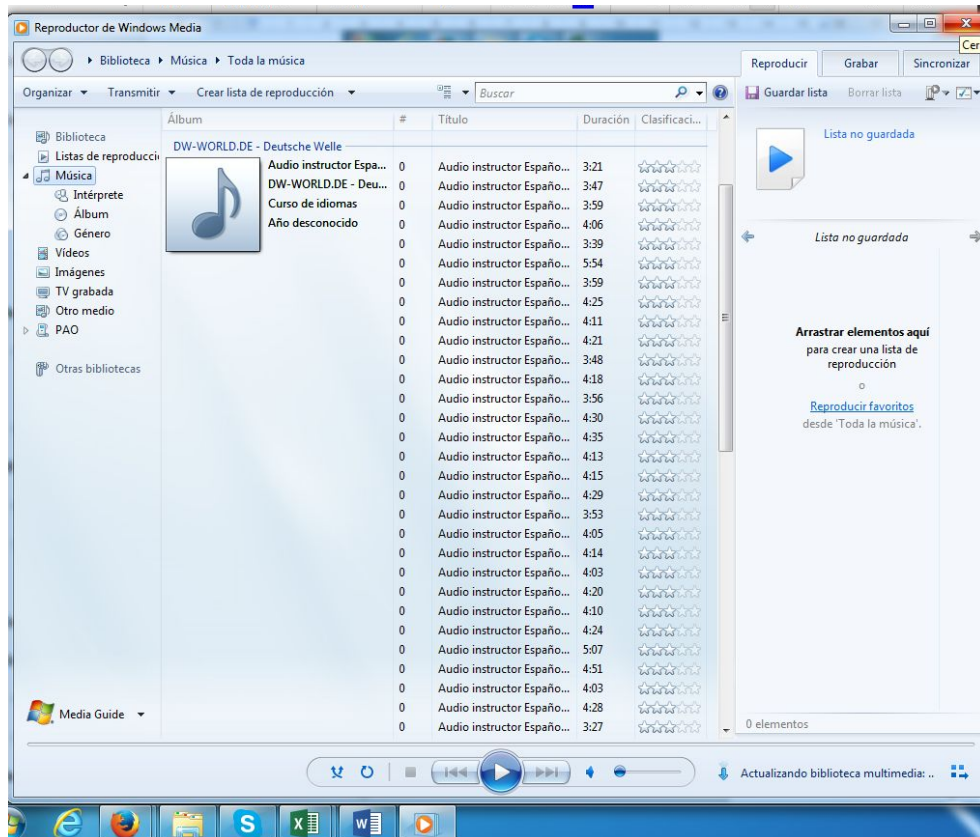 Reproductor de Windows Media
Cer
Biblioteca ▸ Música ▸ Toda la música
Reproducir Grabar Sincronizar
Organizar Transmitir Crear lista de reproducción Buscar
Guardar lista Borrar lista
Álbum # Título Duración Clasificaci...
Biblioteca
Listas de reproducci
Música
Intérprete
Álbum
Género
Vídeos
Imágenes
TV grabada
Otro medio
PAO
Otras bibliotecas
Media Guide
DW-WORLD.DE - Deutsche Welle
Audio instructor Espa...
DW-WORLD.DE - Deu...
Curso de idiomas
Año desconocido
0 Audio instructor Españo... 3:21
0 Audio instructor Españo... 3:47
0 Audio instructor Españo... 3:59
0 Audio instructor Españo... 4:06
0 Audio instructor Españo... 3:39
0 Audio instructor Españo... 5:54
0 Audio instructor Españo... 3:59
0 Audio instructor Españo... 4:25
0 Audio instructor Españo... 4:11
0 Audio instructor Españo... 4:21
0 Audio instructor Españo... 3:48
0 Audio instructor Españo... 4:18
0 Audio instructor Españo... 3:56
0 Audio instructor Españo... 4:30
0 Audio instructor Españo... 4:35
0 Audio instructor Españo... 4:13
0 Audio instructor Españo... 4:15
0 Audio instructor Españo... 4:29
0 Audio instructor Españo... 3:53
0 Audio instructor Españo... 4:05
0 Audio instructor Españo... 4:14
0 Audio instructor Españo... 4:03
0 Audio instructor Españo... 4:20
0 Audio instructor Españo... 4:10
0 Audio instructor Españo... 4:24
0 Audio instructor Españo... 5:07
0 Audio instructor Españo... 4:51
0 Audio instructor Españo... 4:03
0 Audio instructor Españo... 4:28
0 Audio instructor Españo... 3:27
Lista no guardada
Lista no guardada
Arrastrar elementos aquí
para crear una lista de
reproducción
o
Reproducir favoritos
desde 'Toda la música'.
0 elementos
Actualizando biblioteca multimedia: ..